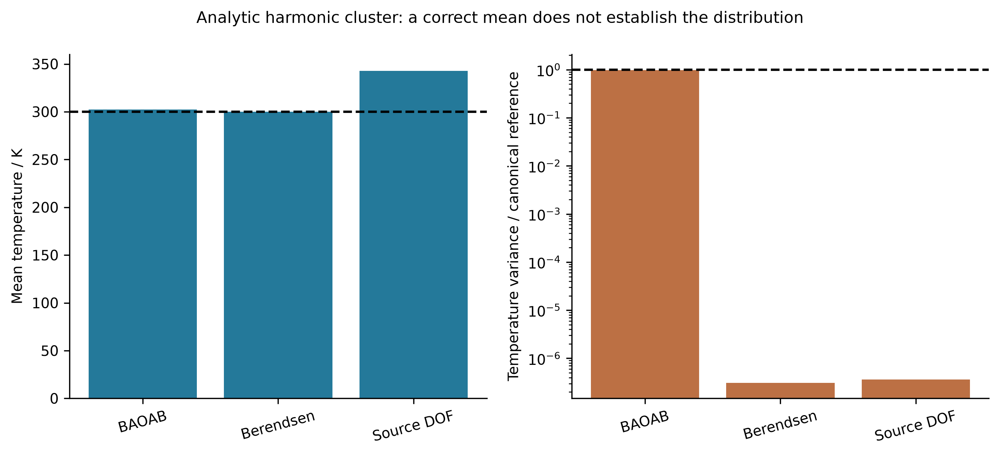 Analytic harmonic cluster: a correct mean does not establish the distribution
Mean temperature / K
350
300
250
200
150
100
50
0
BAOAB
Berendsen
Source DOF
Temperature variance / canonical reference
10⁰
10⁻¹
10⁻²
10⁻³
10⁻⁴
10⁻⁵
10⁻⁶
BAOAB
Berendsen
Source DOF